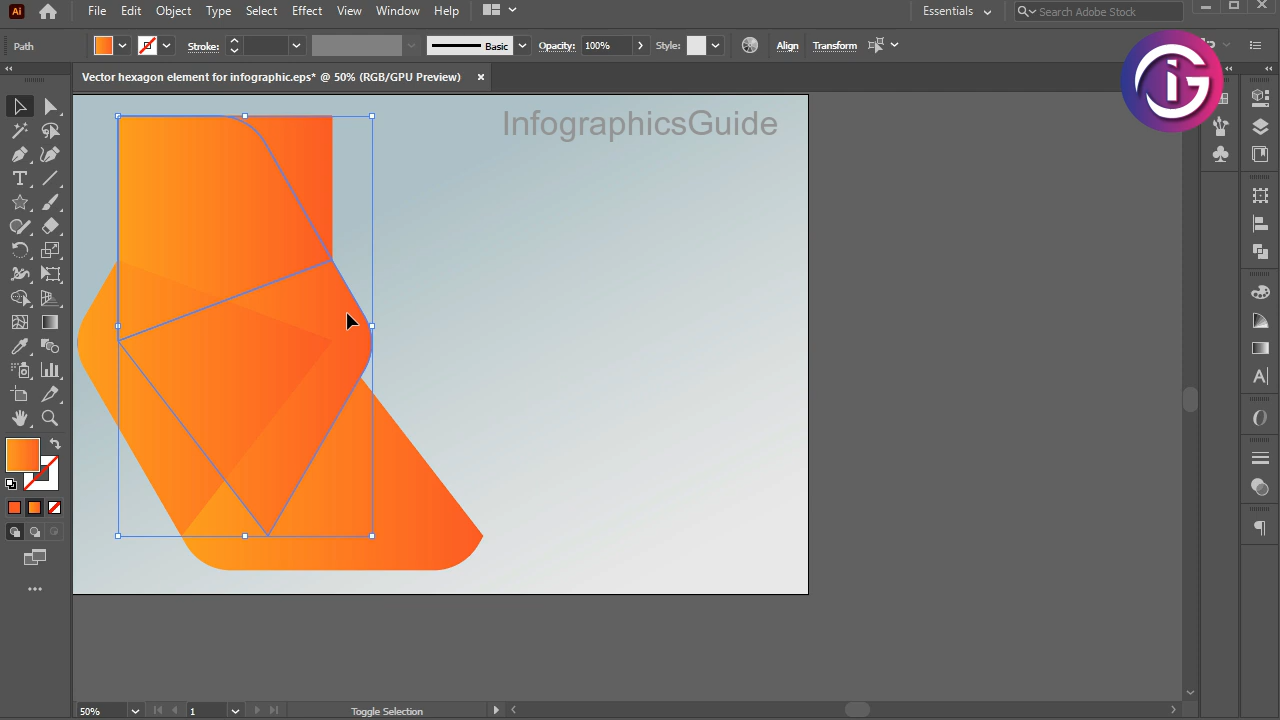 Ai File Edit Object Type Select Effect View Window Help Essentials Search Adobe Stock
Path Stroke: Basic Opacity: 100% Style: Align Transform
Vector hexagon element for infographic.eps* @ 50% (RGB/GPU Preview) ×
iG
InfographicsGuide
50% 1 Toggle Selection